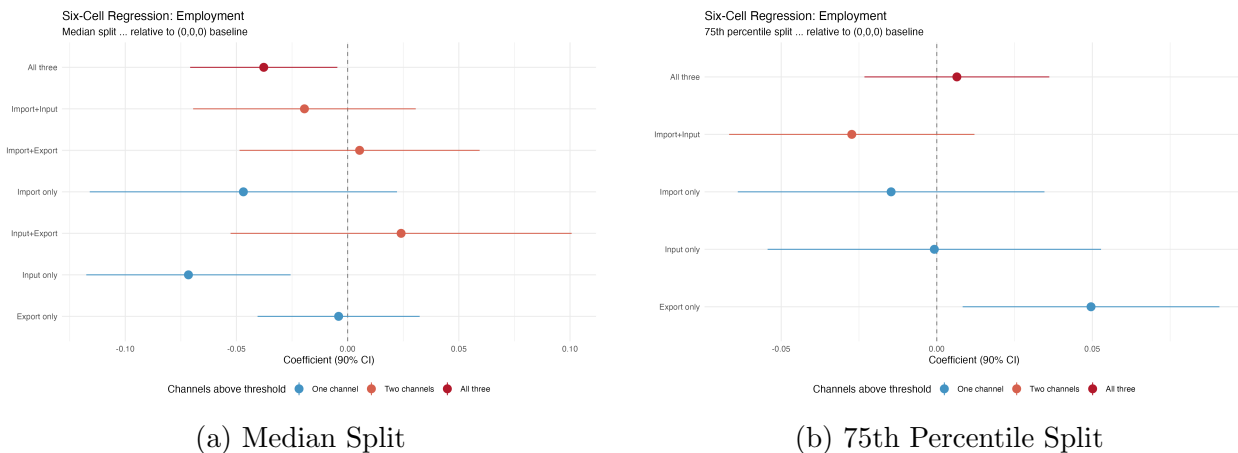 Six-Cell Regression: Employment
Median split ... relative to (0,0,0) baseline
All three
Import+Input
Import+Export
Import only
Input+Export
Input only
Export only
-0.10 -0.05 0.00 0.05 0.10
Coefficient (90% CI)
Channels above threshold One channel Two channels All three
(a) Median Split
Six-Cell Regression: Employment
75th percentile split ... relative to (0,0,0) baseline
All three
Import+Input
Import only
Input only
Export only
-0.05 0.00 0.05
Coefficient (90% CI)
Channels above threshold One channel Two channels All three
(b) 75th Percentile Split